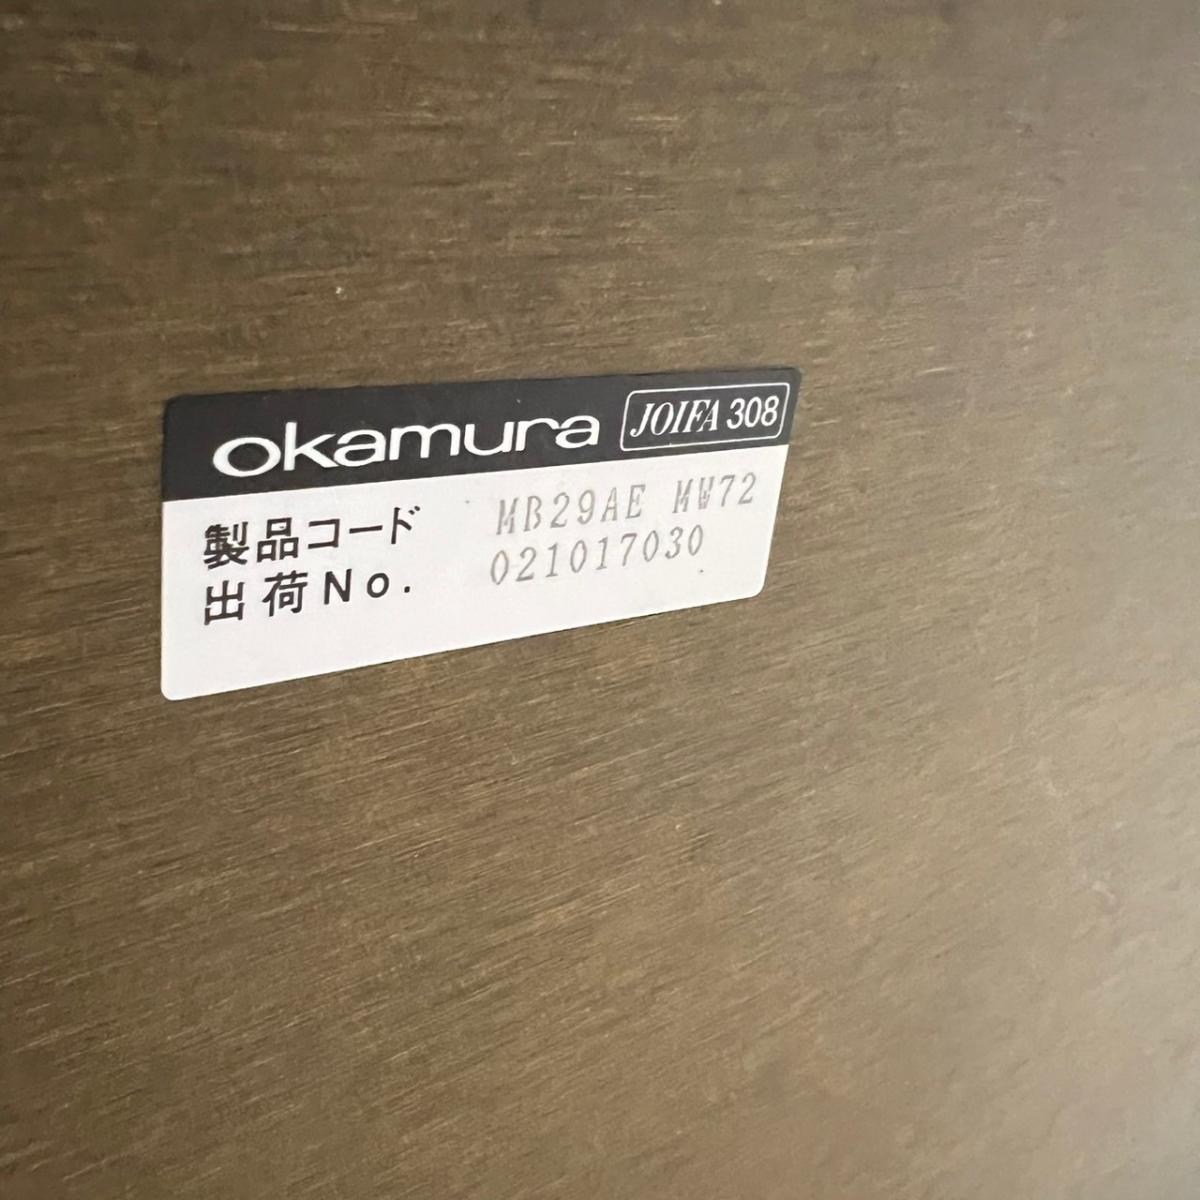 okamura JOIFA 308
製品コード MB29AE MW72
出荷No. 021017030